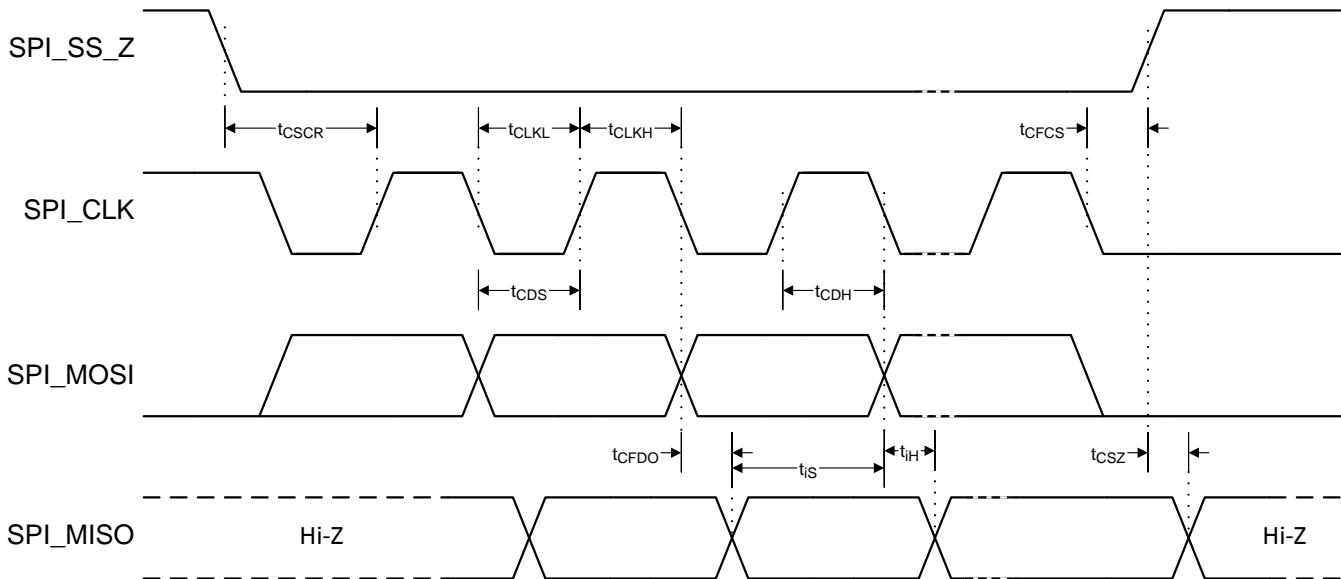 SPI_SS_Z
tCSCR
tCLKL
tCLKH
tCFCS
SPI_CLK
tCDS
tCDH
SPI_MOSI
tCFDO
tiS
tiH
tCSZ
SPI_MISO
Hi-Z
Hi-Z